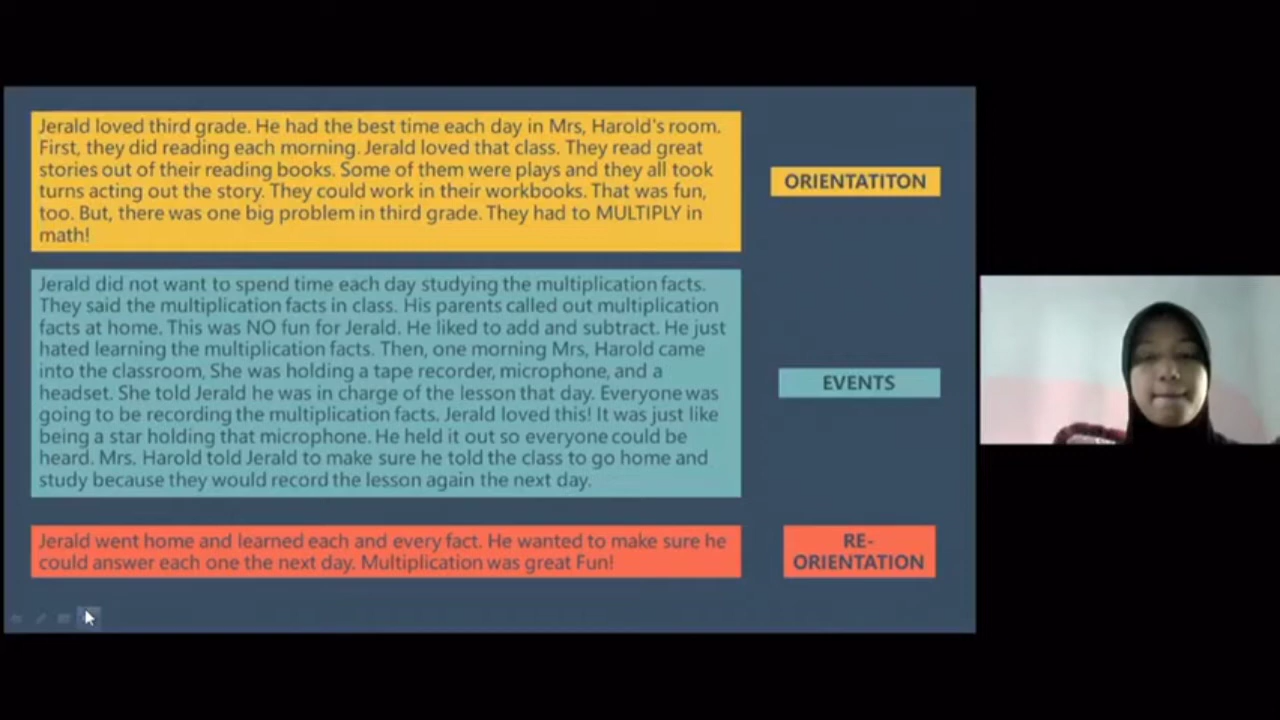 Jerald loved third grade. He had the best time each day in Mrs, Harold's room.
First, they did reading each morning. Jerald loved that class. They read great
stories out of their reading books. Some of them were plays and they all took
turns acting out the story. They could work in their workbooks. That was fun,
too. But, there was one big problem in third grade. They had to MULTIPLY in
math!
ORIENTATITON
Jerald did not want to spend time each day studying the multiplication facts.
They said the multiplication facts in class. His parents called out multiplication
facts at home. This was NO fun for Jerald. He liked to add and subtract. He just
hated learning the multiplication facts. Then, one morning Mrs, Harold came
into the classroom, She was holding a tape recorder, microphone, and a
headset. She told Jerald he was in charge of the lesson that day. Everyone was
going to be recording the multiplication facts. Jerald loved this! It was just like
being a star holding that microphone. He held it out so everyone could be
heard. Mrs. Harold told Jerald to make sure he told the class to go home and
study because they would record the lesson again the next day.
EVENTS
Jerald went home and learned each and every fact. He wanted to make sure he
could answer each one the next day. Multiplication was great Fun!
RE-
ORIENTATION